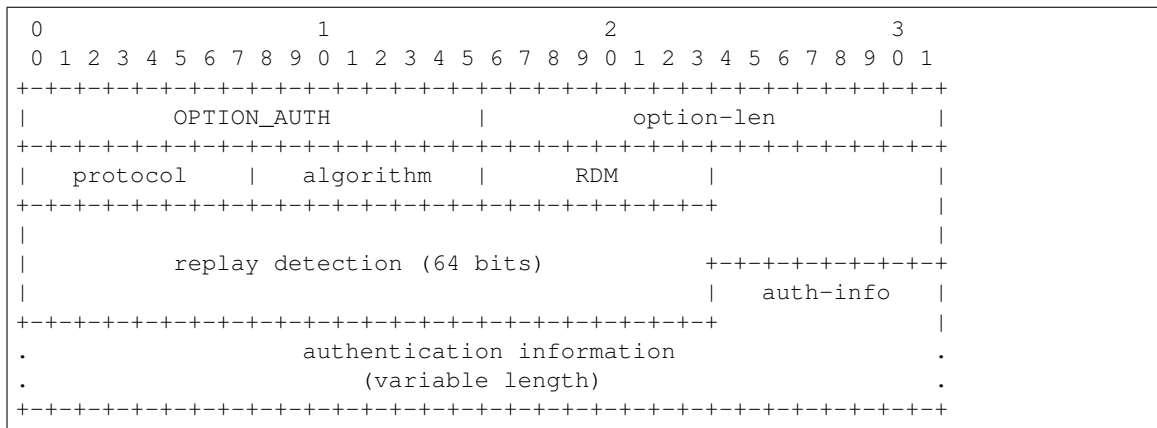 0                   1                   2                   3
 0 1 2 3 4 5 6 7 8 9 0 1 2 3 4 5 6 7 8 9 0 1 2 3 4 5 6 7 8 9 0 1
+-+-+-+-+-+-+-+-+-+-+-+-+-+-+-+-+-+-+-+-+-+-+-+-+-+-+-+-+-+-+-+-+
|          OPTION_AUTH          |          option-len           |
+-+-+-+-+-+-+-+-+-+-+-+-+-+-+-+-+-+-+-+-+-+-+-+-+-+-+-+-+-+-+-+-+
|   protocol    |   algorithm   |      RDM      |               |
+-+-+-+-+-+-+-+-+-+-+-+-+-+-+-+-+-+-+-+-+-+-+-+-+               |
|                                                               |
|          replay detection (64 bits)           +-+-+-+-+-+-+-+-+
|                                               |   auth-info   |
+-+-+-+-+-+-+-+-+-+-+-+-+-+-+-+-+-+-+-+-+-+-+-+-+               |
.                   authentication information                  .
.                       (variable length)                       .
+-+-+-+-+-+-+-+-+-+-+-+-+-+-+-+-+-+-+-+-+-+-+-+-+-+-+-+-+-+-+-+-+